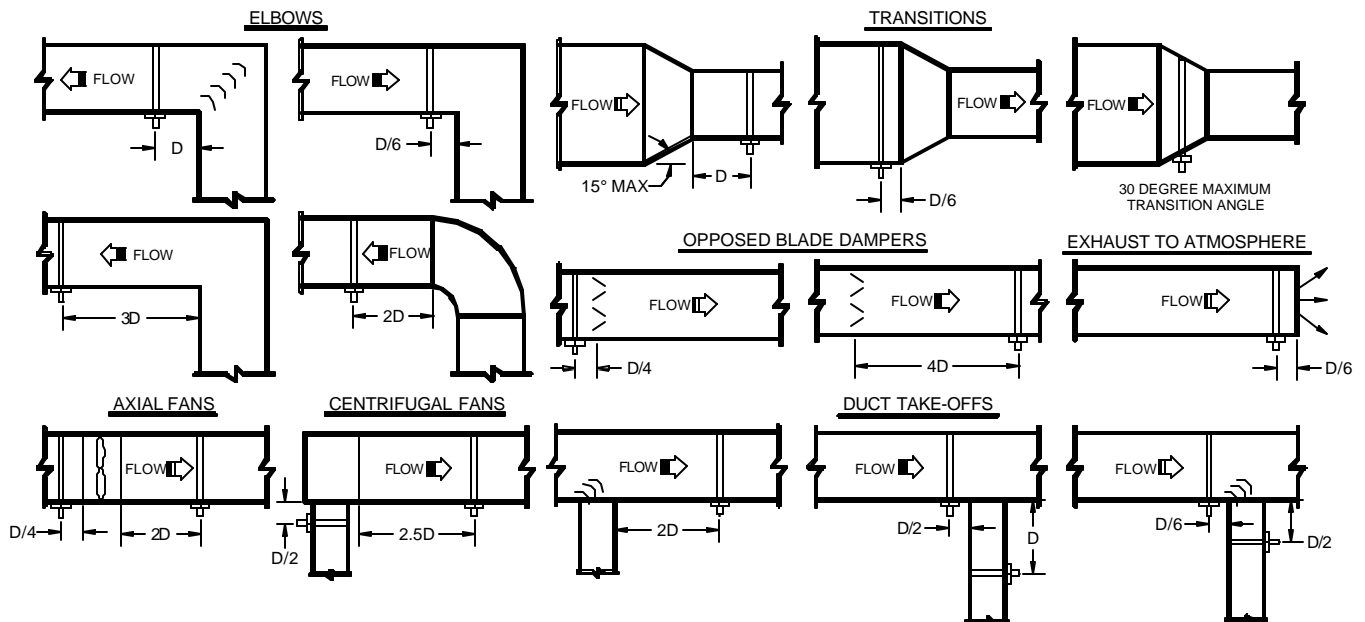 ELBOWS
TRANSITIONS
FLOW
D
FLOW
D/6
FLOW
15° MAX
D
FLOW
D/6
FLOW
30 DEGREE MAXIMUM
TRANSITION ANGLE
FLOW
3D
FLOW
2D
OPPOSED BLADE DAMPERS
FLOW
D/4
FLOW
4D
EXHAUST TO ATMOSPHERE
FLOW
D/6
AXIAL FANS
FLOW
D/4
2D
CENTRIFUGAL FANS
FLOW
D/2
2.5D
DUCT TAKE-OFFS
FLOW
2D
FLOW
D/2
D
FLOW
D/6
D/2